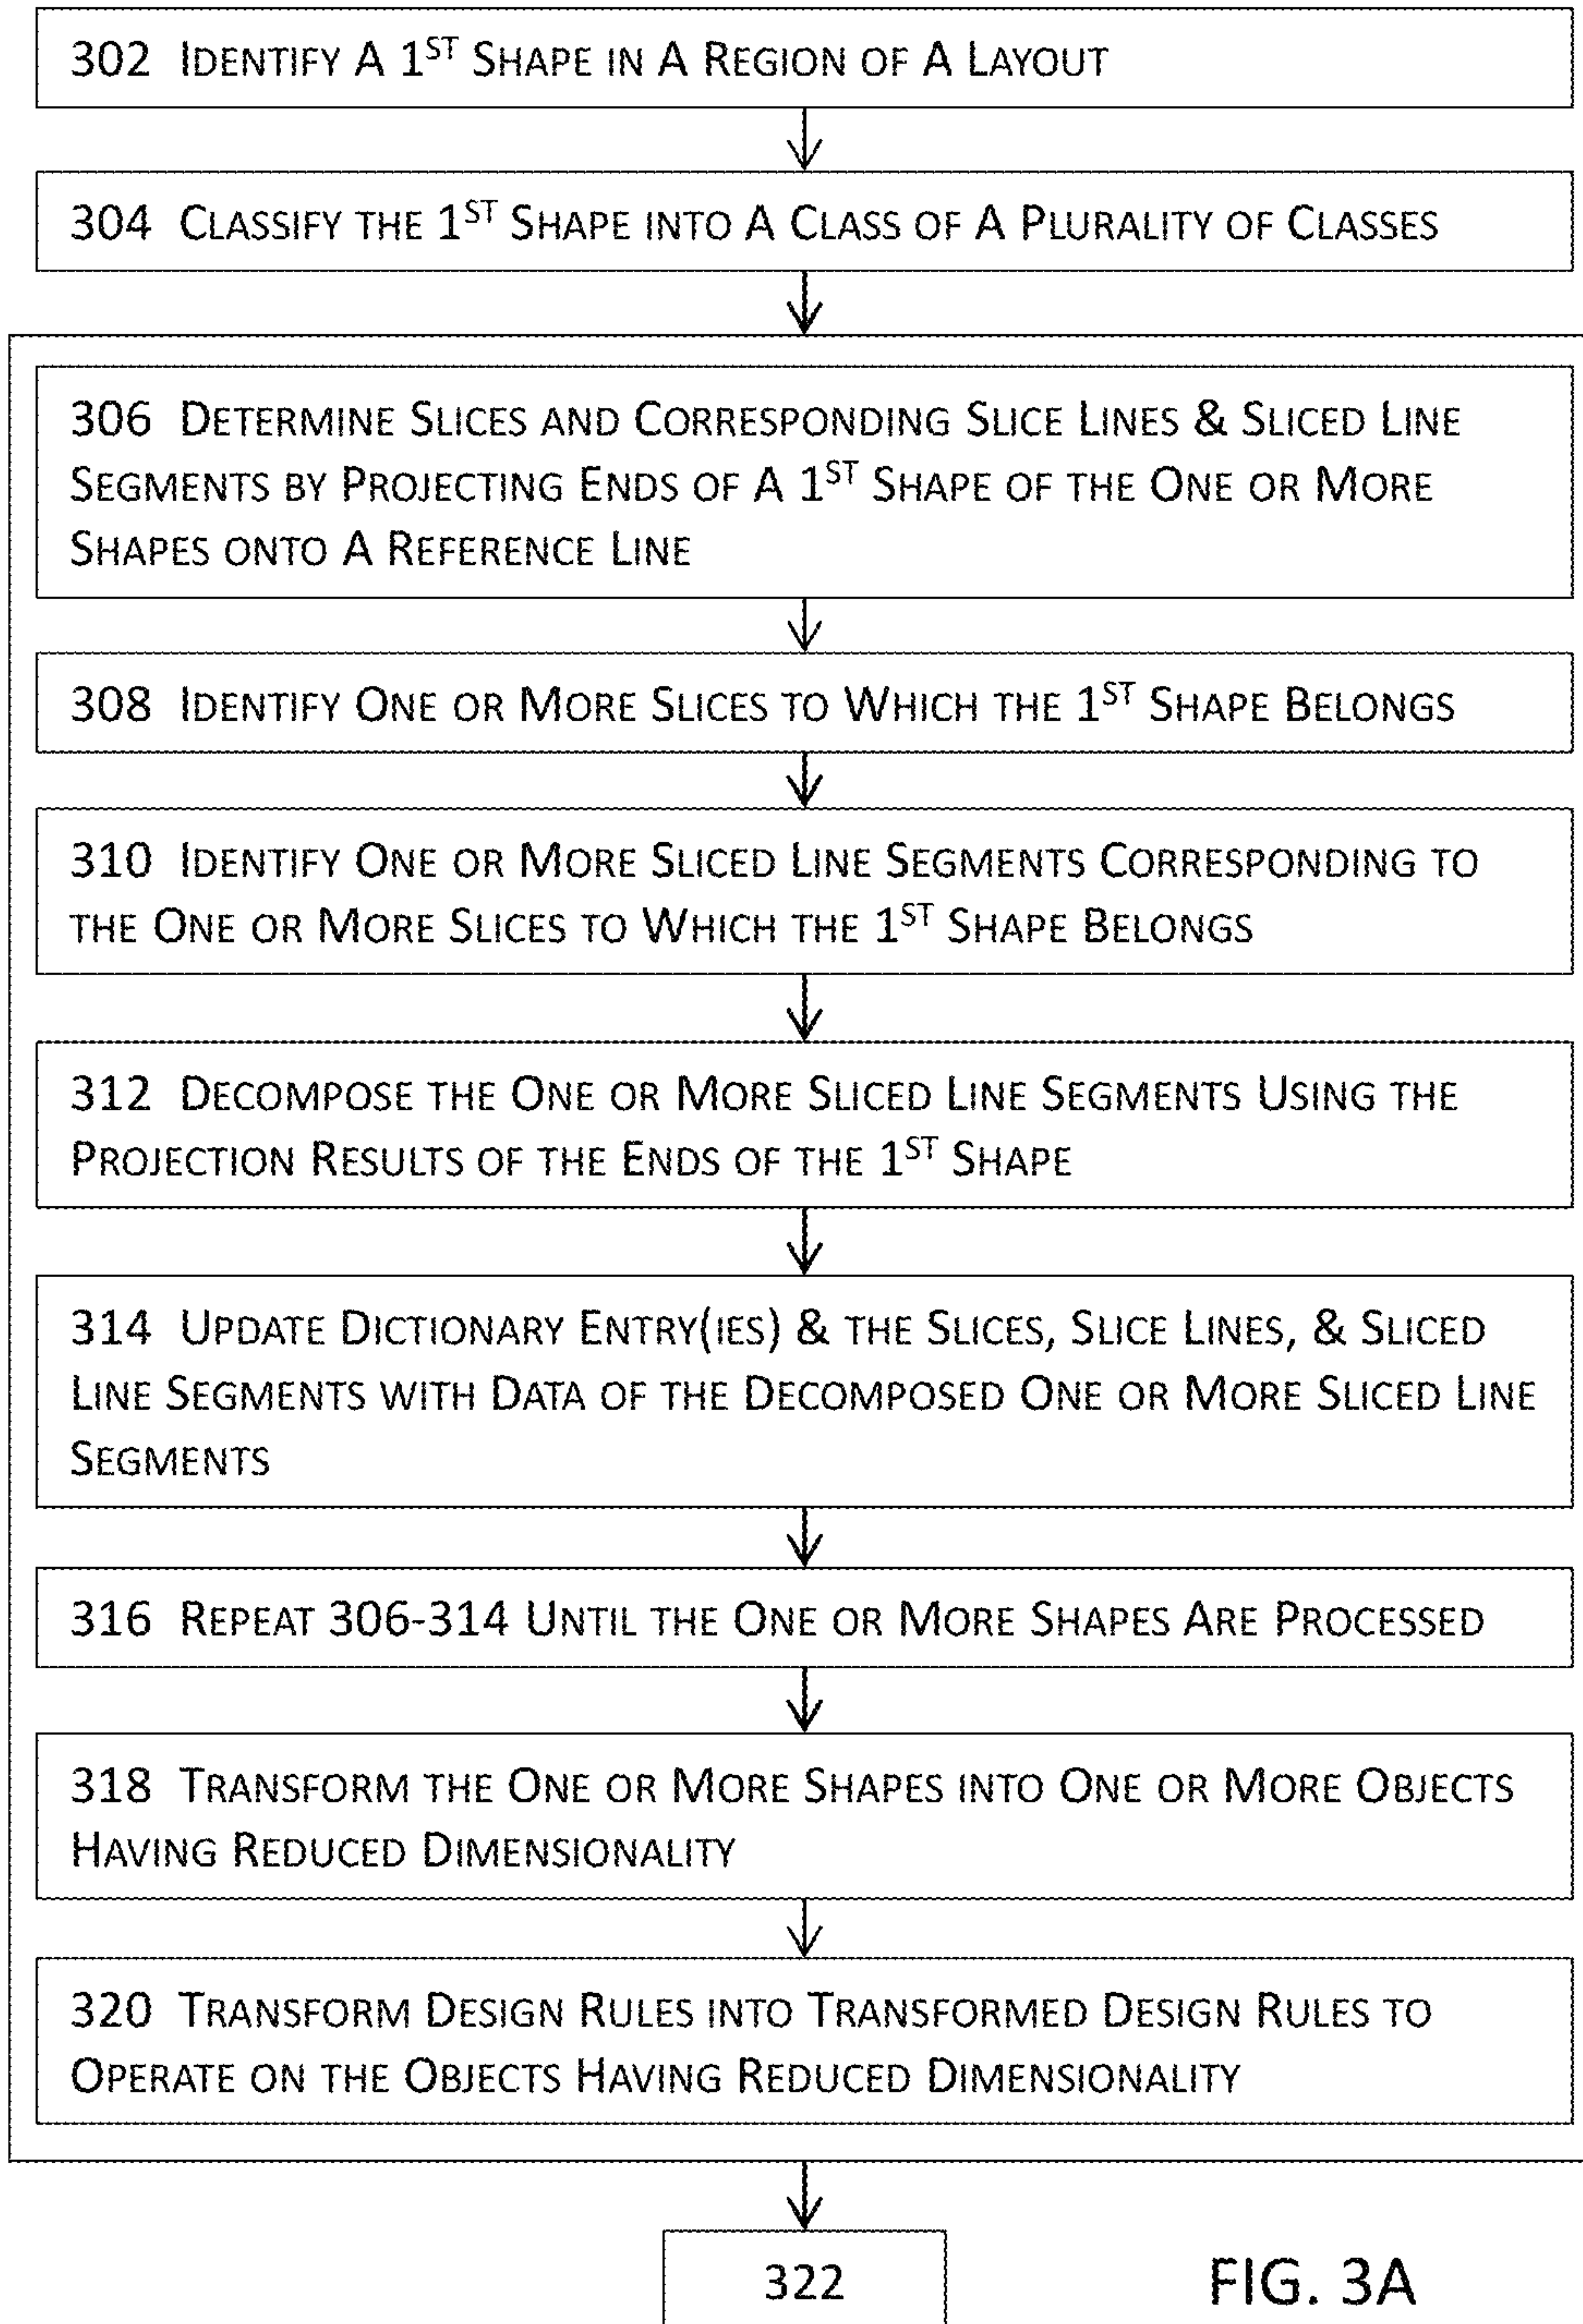 302 IDENTIFY A 1ST SHAPE IN A REGION OF A LAYOUT
304 CLASSIFY THE 1ST SHAPE INTO A CLASS OF A PLURALITY OF CLASSES
306 DETERMINE SLICES AND CORRESPONDING SLICE LINES & SLICED LINE
SEGMENTS BY PROJECTING ENDS OF A 1ST SHAPE OF THE ONE OR MORE
SHAPES ONTO A REFERENCE LINE
308 IDENTIFY ONE OR MORE SLICES TO WHICH THE 1ST SHAPE BELONGS
310 IDENTIFY ONE OR MORE SLICED LINE SEGMENTS CORRESPONDING TO
THE ONE OR MORE SLICES TO WHICH THE 1ST SHAPE BELONGS
312 DECOMPOSE THE ONE OR MORE SLICED LINE SEGMENTS USING THE
PROJECTION RESULTS OF THE ENDS OF THE 1ST SHAPE
314 UPDATE DICTIONARY ENTRY(IES) & THE SLICES, SLICE LINES, & SLICED
LINE SEGMENTS WITH DATA OF THE DECOMPOSED ONE OR MORE SLICED LINE
SEGMENTS
316 REPEAT 306-314 UNTIL THE ONE OR MORE SHAPES ARE PROCESSED
318 TRANSFORM THE ONE OR MORE SHAPES INTO ONE OR MORE OBJECTS
HAVING REDUCED DIMENSIONALITY
320 TRANSFORM DESIGN RULES INTO TRANSFORMED DESIGN RULES TO
OPERATE ON THE OBJECTS HAVING REDUCED DIMENSIONALITY
322
FIG. 3A